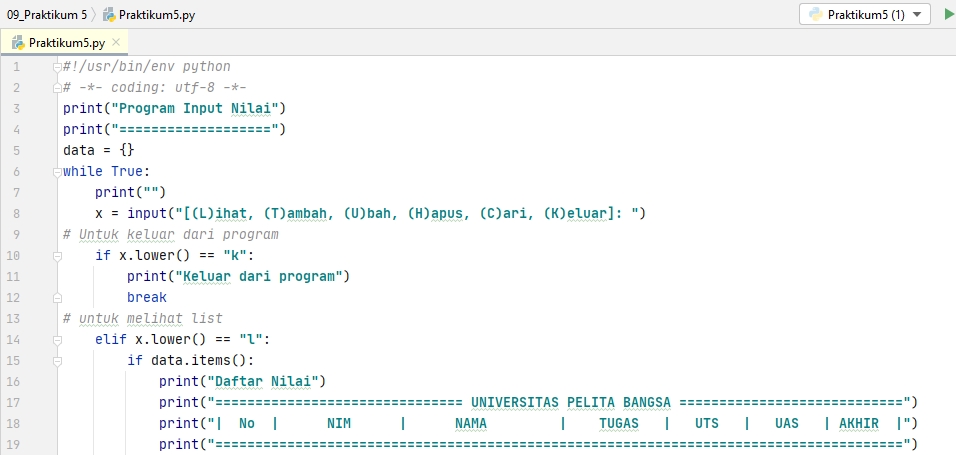 09_Praktikum 5 Praktikum5.py Praktikum5 (1)
Praktikum5.py
1 #!/usr/bin/env python
2 # -*- coding: utf-8 -*-
3 print("Program Input Nilai")
4 print("===================")
5 data = {}
6 while True:
7     print("")
8     x = input("[(L)ihat, (T)ambah, (U)bah, (H)apus, (C)ari, (K)eluar]: ")
9 # Untuk keluar dari program
10     if x.lower() == "k":
11         print("Keluar dari program")
12         break
13 # untuk melihat list
14     elif x.lower() == "l":
15         if data.items():
16             print("Daftar Nilai")
17             print("=============================== UNIVERSITAS PELITA BANGSA ============================")
18             print("|  No  |      NIM      |      NAMA         |    TUGAS   |   UTS   |   UAS   | AKHIR  |")
19             print("======================================================================================")